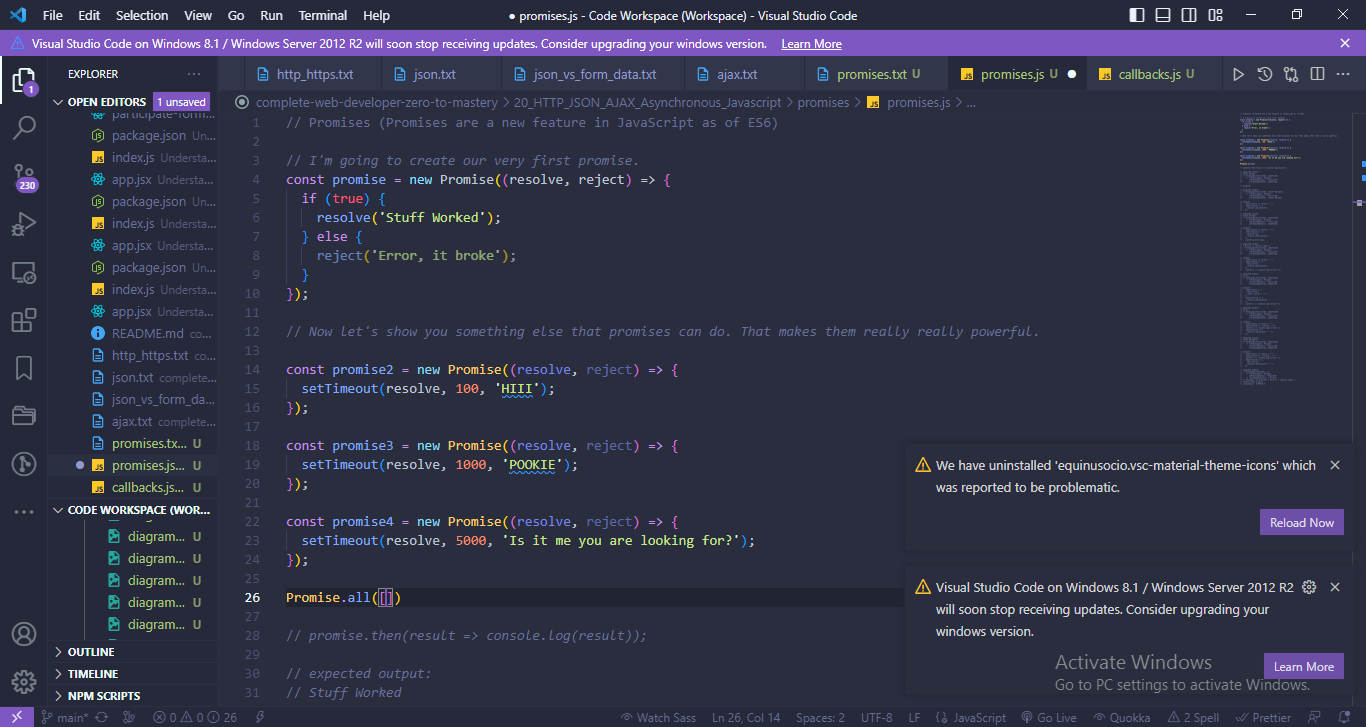 File Edit Selection View Go Run Terminal Help
● promises.js - Code Workspace (Workspace) - Visual Studio Code
Visual Studio Code on Windows 8.1 / Windows Server 2012 R2 will soon stop receiving updates. Consider upgrading your windows version. Learn More
EXPLORER
http_https.txt json.txt json_vs_form_data.txt ajax.txt promises.txt U promises.js U callbacks.js U
OPEN EDITORS 1 unsaved
complete-web-developer-zero-to-mastery > 20_HTTP_JSON_AJAX_Asynchronous_Javascript > promises > JS promises.js > ...
participate-form...
package.json Un...
index.js Understa...
app.jsx Understa...
package.json Un...
index.js Understa...
app.jsx Understa...
package.json Un...
index.js Understa...
app.jsx Understa...
README.md co...
http_https.txt co...
json.txt complete...
json_vs_form_da...
ajax.txt complete...
promises.tx... U
promises.js... U
callbacks.js... U
CODE WORKSPACE (WOR...
diagram... U
diagram... U
diagram... U
diagram... U
diagram... U
OUTLINE
TIMELINE
NPM SCRIPTS
1
230
1 // Promises (Promises are a new feature in JavaScript as of ES6)
2
3 // I'm going to create our very first promise.
4 const promise = new Promise((resolve, reject) => {
5 if (true) {
6 resolve('Stuff Worked');
7 } else {
8 reject('Error, it broke');
9 }
10 });
11
12 // Now let's show you something else that promises can do. That makes them really really powerful.
13
14 const promise2 = new Promise((resolve, reject) => {
15 setTimeout(resolve, 100, 'HIII');
16 });
17
18 const promise3 = new Promise((resolve, reject) => {
19 setTimeout(resolve, 1000, 'POOKIE');
20 });
21
22 const promise4 = new Promise((resolve, reject) => {
23 setTimeout(resolve, 5000, 'Is it me you are looking for?');
24 });
25
26 Promise.all([])
27
28 // promise.then(result => console.log(result));
29
30 // expected output:
31 // Stuff Worked
We have uninstalled 'equinusocio.vsc-material-theme-icons' which
was reported to be problematic.
Reload Now
Visual Studio Code on Windows 8.1 / Windows Server 2012 R2
will soon stop receiving updates. Consider upgrading your
windows version.
Learn More
Activate Windows
Go to PC settings to activate Windows.
main* 0 0 26 Watch Sass Ln 26, Col 14 Spaces: 2 UTF-8 LF {} JavaScript Go Live Quokka 2 Spell Prettier